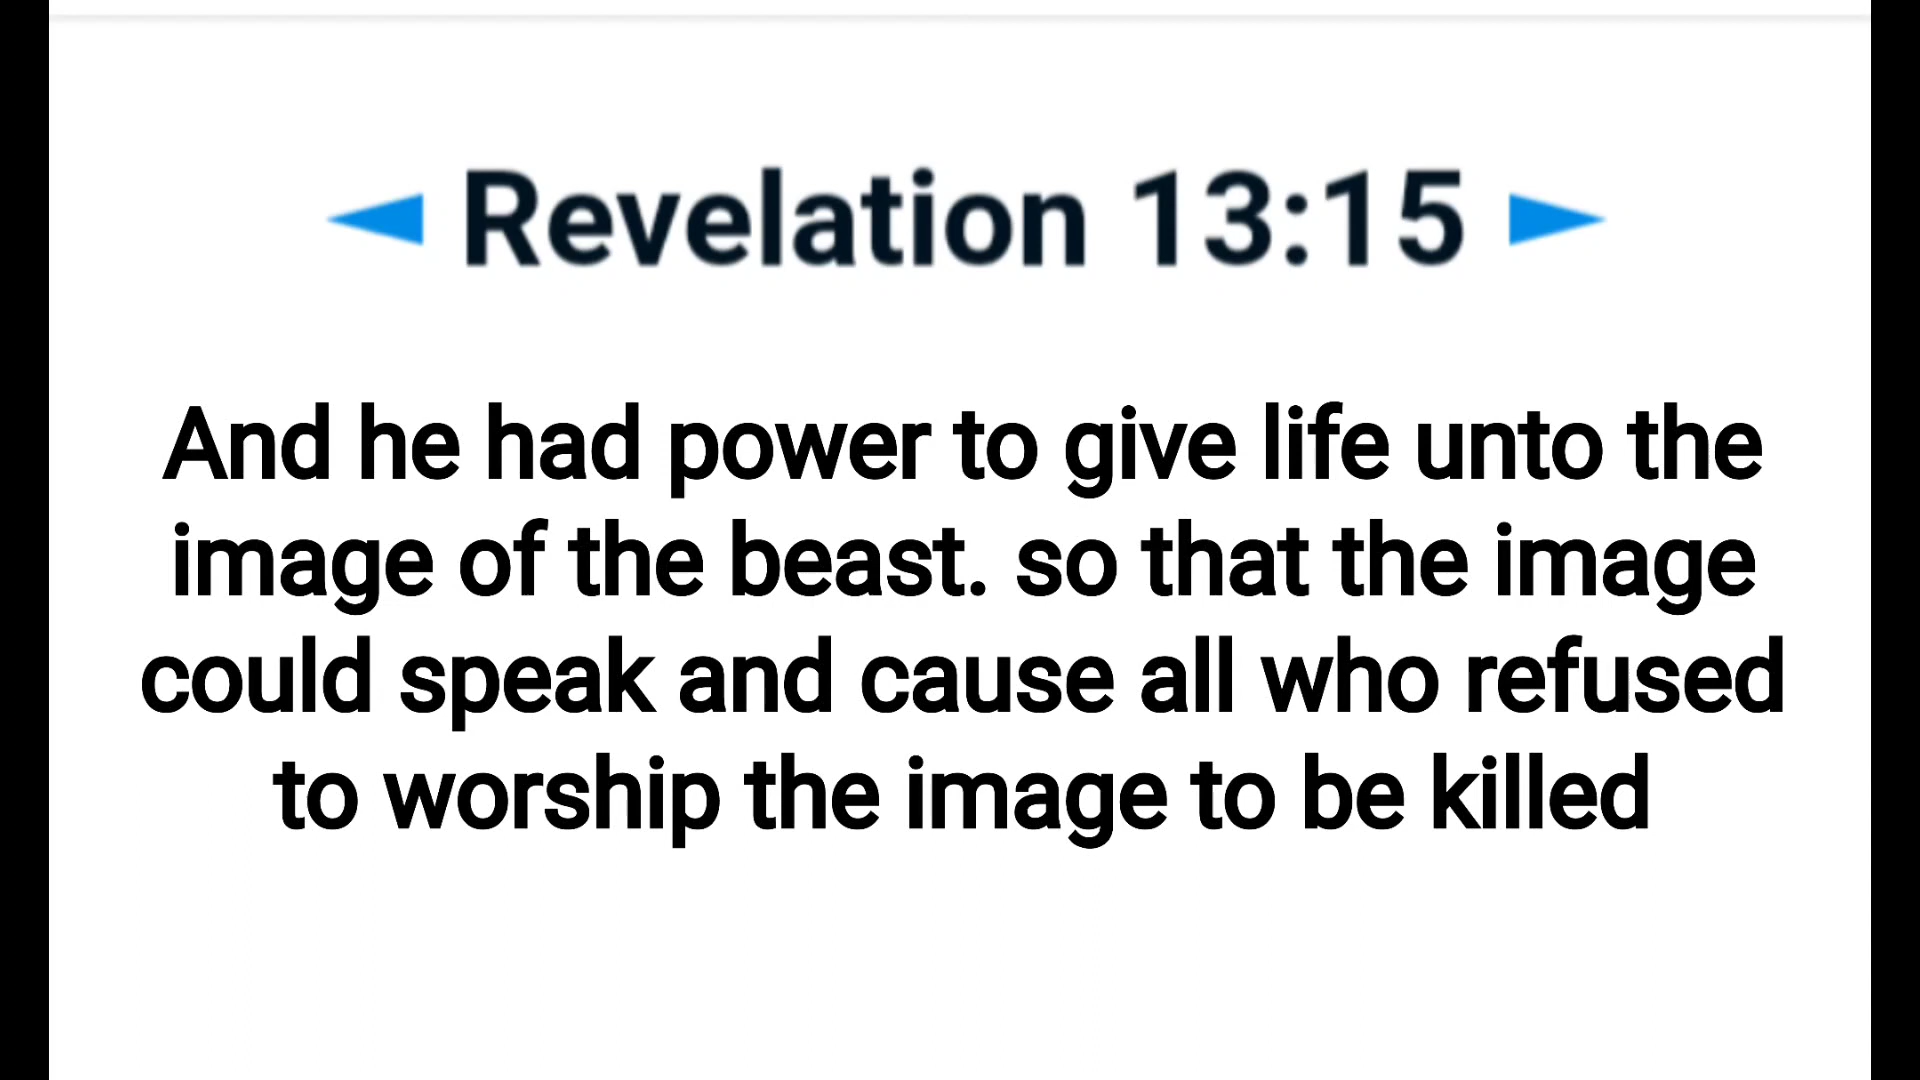 Revelation 13:15
And he had power to give life unto the
image of the beast. so that the image
could speak and cause all who refused
to worship the image to be killed